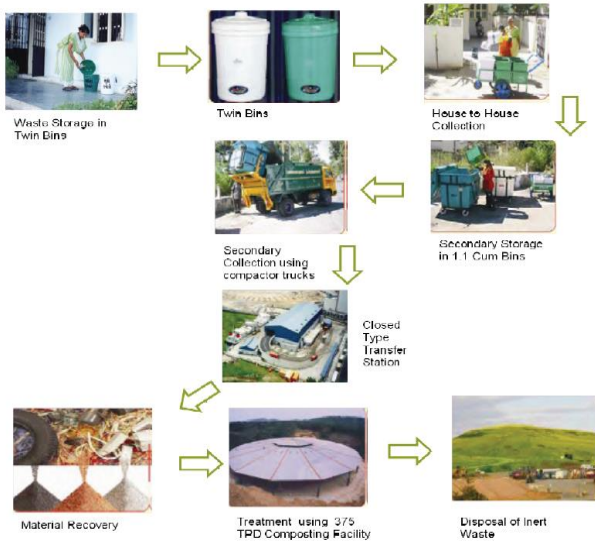 Waste Storage in
Twin Bins
Twin Bins
House to House
Collection
Secondary
Collection using
compactor trucks
Secondary Storage
in 1.1 Cum Bins
Closed
Type
Transfer
Station
Material Recovery
Treatment using 375
TPD Composting Facility
Disposal of Inert
Waste